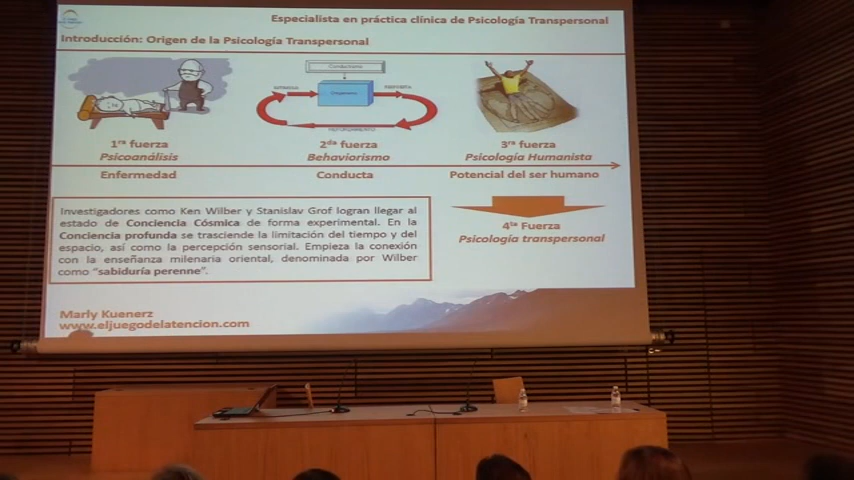 Especialista en práctica clínica de Psicología Transpersonal
Introducción: Origen de la Psicología Transpersonal
Conductismo
Organismo
1ra fuerza
Psicoanálisis
Enfermedad
2da fuerza
Behaviorismo
Conducta
3ra fuerza
Psicología Humanista
Potencial del ser humano
4ta Fuerza
Psicología transpersonal
Investigadores como Ken Wilber y Stanislav Grof logran llegar al
estado de Conciencia Cósmica de forma experimental. En la
Conciencia profunda se trasciende la limitación del tiempo y del
espacio, así como la percepción sensorial. Empieza la conexión
con la enseñanza milenaria oriental, denominada por Wilber
como “sabiduría perenne”.
Marly Kuenerz
www.eljuegodelatencion.com